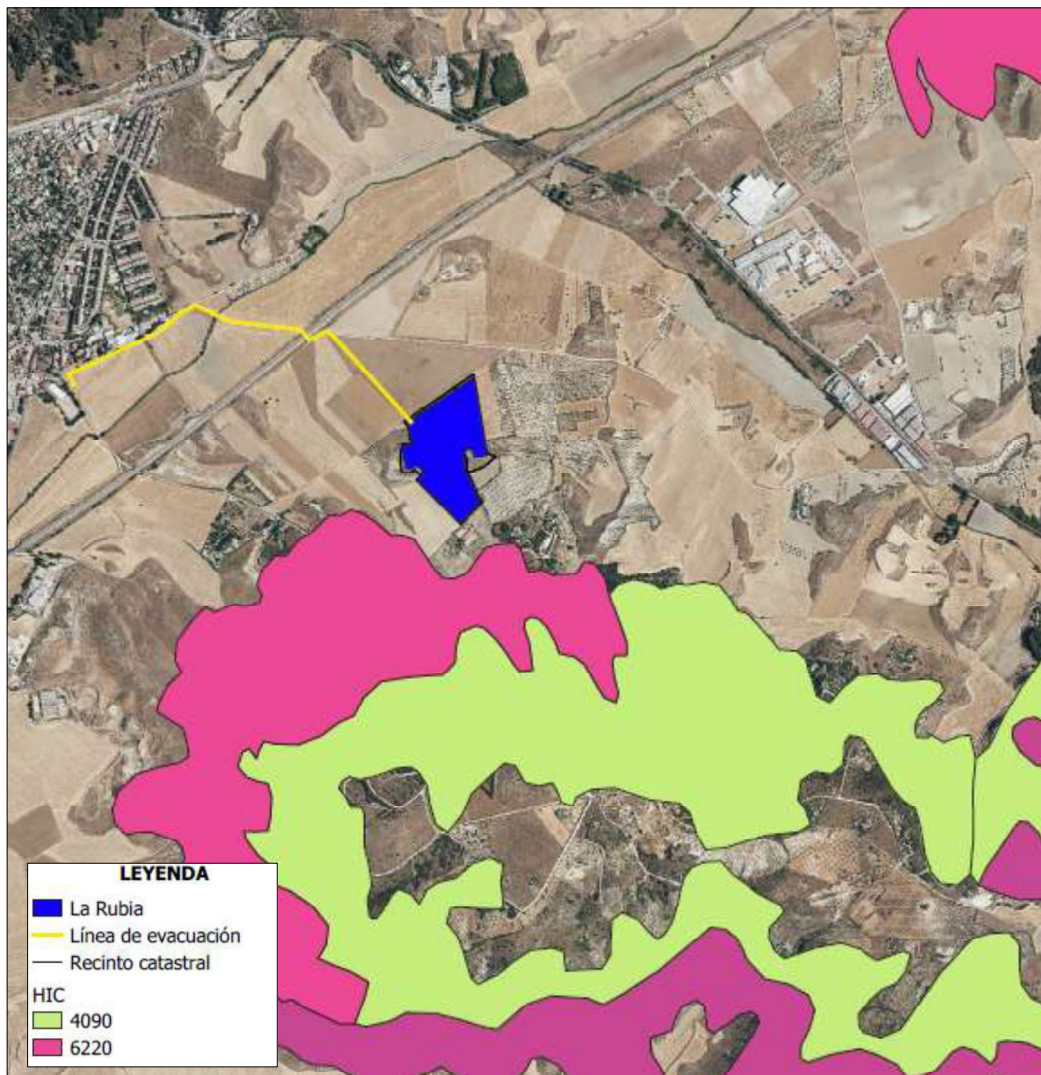 LEYENDA
La Rubia
Línea de evacuación
Recinto catastral
HIC
4090
6220